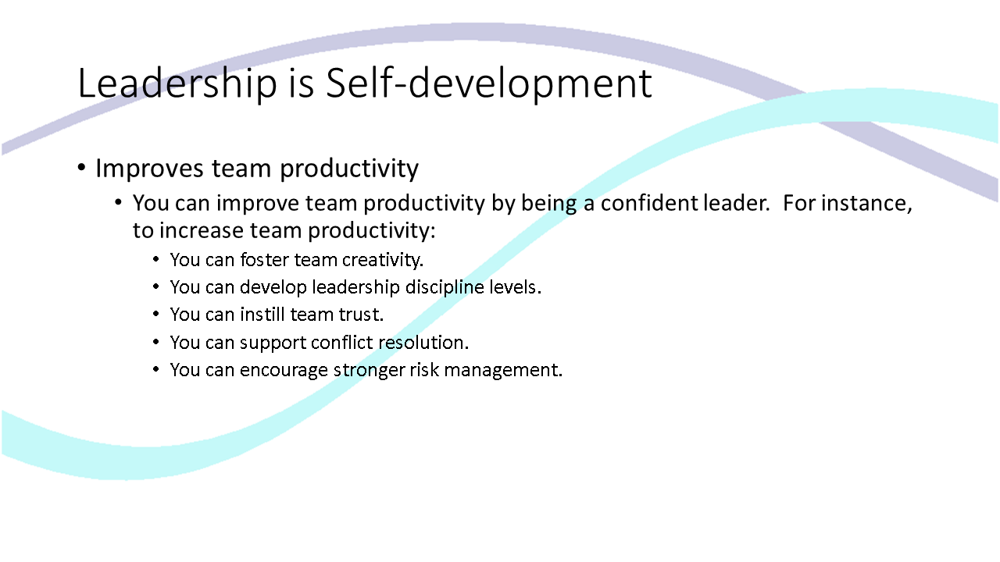 Leadership is Self-development
• Improves team productivity
• You can improve team productivity by being a confident leader.  For instance,
to increase team productivity:
• You can foster team creativity.
• You can develop leadership discipline levels.
• You can instill team trust.
• You can support conflict resolution.
• You can encourage stronger risk management.